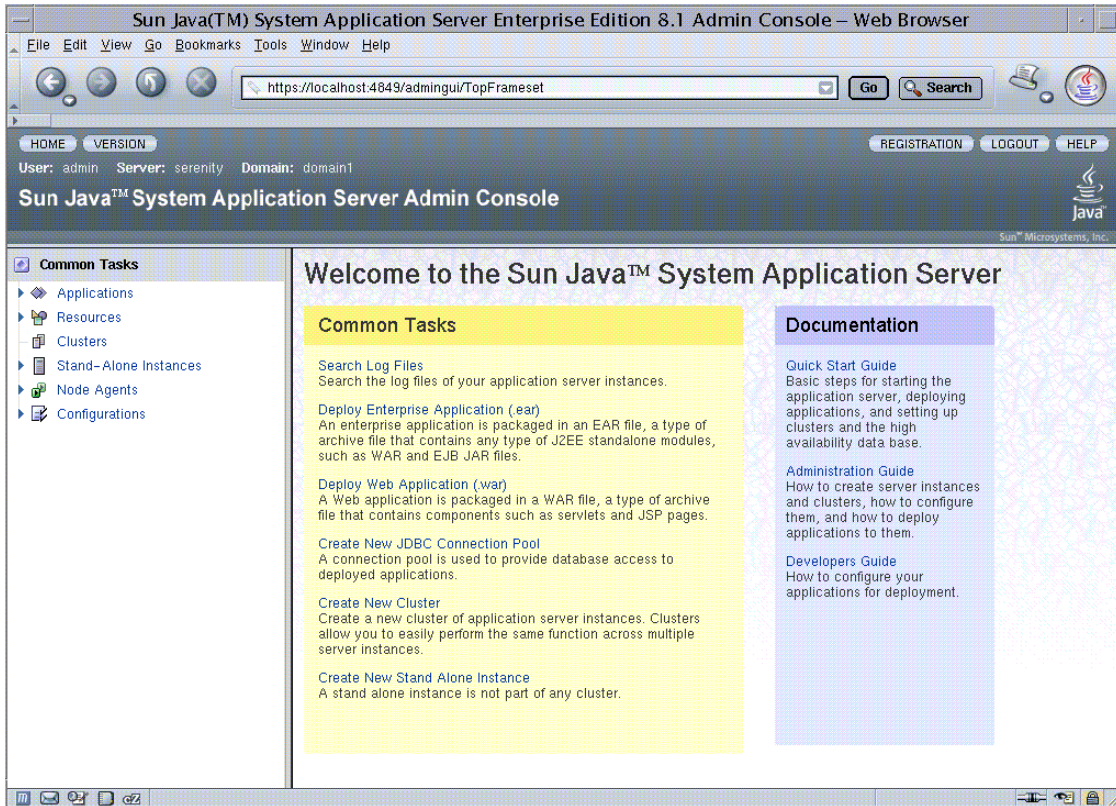 Sun Java(TM) System Application Server Enterprise Edition 8.1 Admin Console – Web Browser
File Edit View Go Bookmarks Tools Window Help
https://localhost:4849/admingui/TopFrameset Go Search
HOME VERSION REGISTRATION LOGOUT HELP
User: admin Server: serenity Domain: domain1
Sun Java™ System Application Server Admin Console
Java™
Sun™ Microsystems, Inc.
Common Tasks
Applications
Resources
Clusters
Stand-Alone Instances
Node Agents
Configurations
Welcome to the Sun Java™ System Application Server
Common Tasks
Search Log Files
Search the log files of your application server instances.
Deploy Enterprise Application (.ear)
An enterprise application is packaged in an EAR file, a type of
archive file that contains any type of J2EE standalone modules,
such as WAR and EJB JAR files.
Deploy Web Application (.war)
A Web application is packaged in a WAR file, a type of archive
file that contains components such as servlets and JSP pages.
Create New JDBC Connection Pool
A connection pool is used to provide database access to
deployed applications.
Create New Cluster
Create a new cluster of application server instances. Clusters
allow you to easily perform the same function across multiple
server instances.
Create New Stand Alone Instance
A stand alone instance is not part of any cluster.
Documentation
Quick Start Guide
Basic steps for starting the
application server, deploying
applications, and setting up
clusters and the high
availability data base.
Administration Guide
How to create server instances
and clusters, how to configure
them, and how to deploy
applications to them.
Developers Guide
How to configure your
applications for deployment.